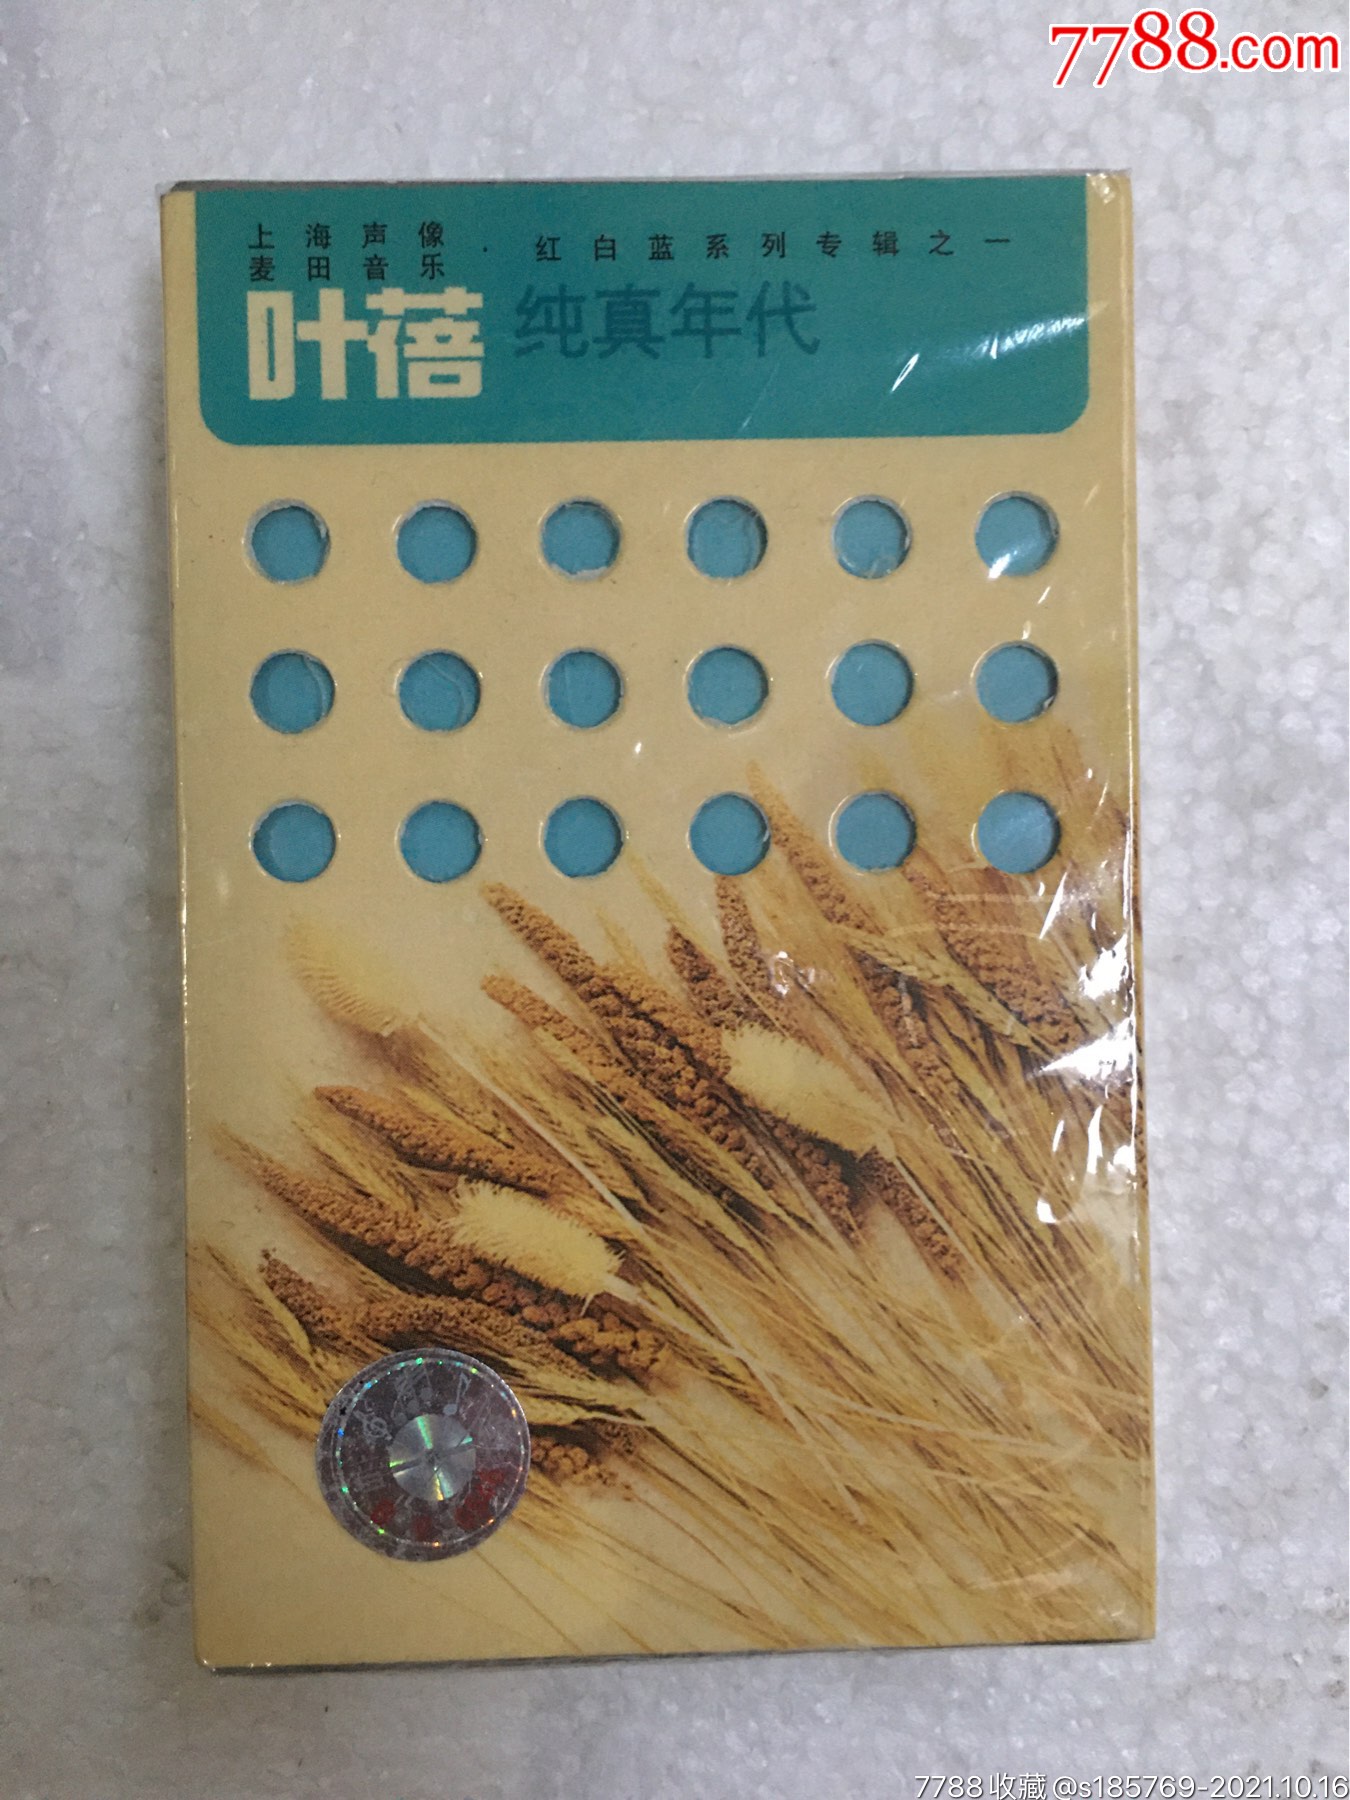 7788.com
上海声像
麦田音乐
·红白蓝系列专辑之一
叶蓓 纯真年代
7788收藏@s185769-2021.10.16